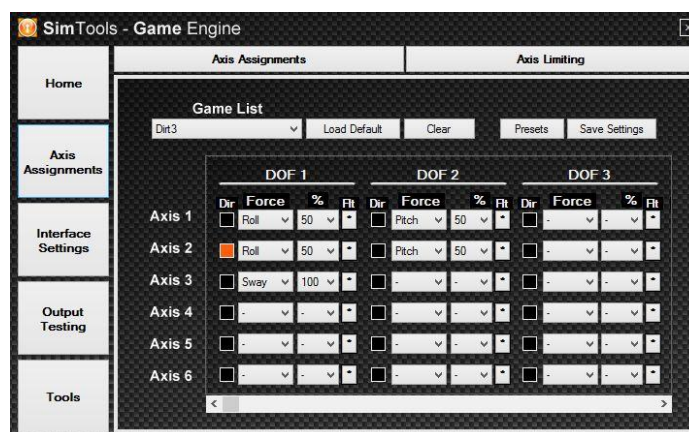 SimTools - Game Engine
Home
Axis Assignments
Interface Settings
Output Testing
Tools
Axis Assignments Axis Limiting
Game List
Dirt3 Load Default Clear Presets Save Settings
DOF 1 DOF 2 DOF 3
Dir Force % Flt Dir Force % Flt Dir Force % Flt
Axis 1 Roll 50 * Pitch 50 * - - *
Axis 2 Roll 50 * Pitch 50 * - - *
Axis 3 Sway 100 * - - * - - *
Axis 4 - - * - - * - - *
Axis 5 - - * - - * - - *
Axis 6 - - * - - * - - *